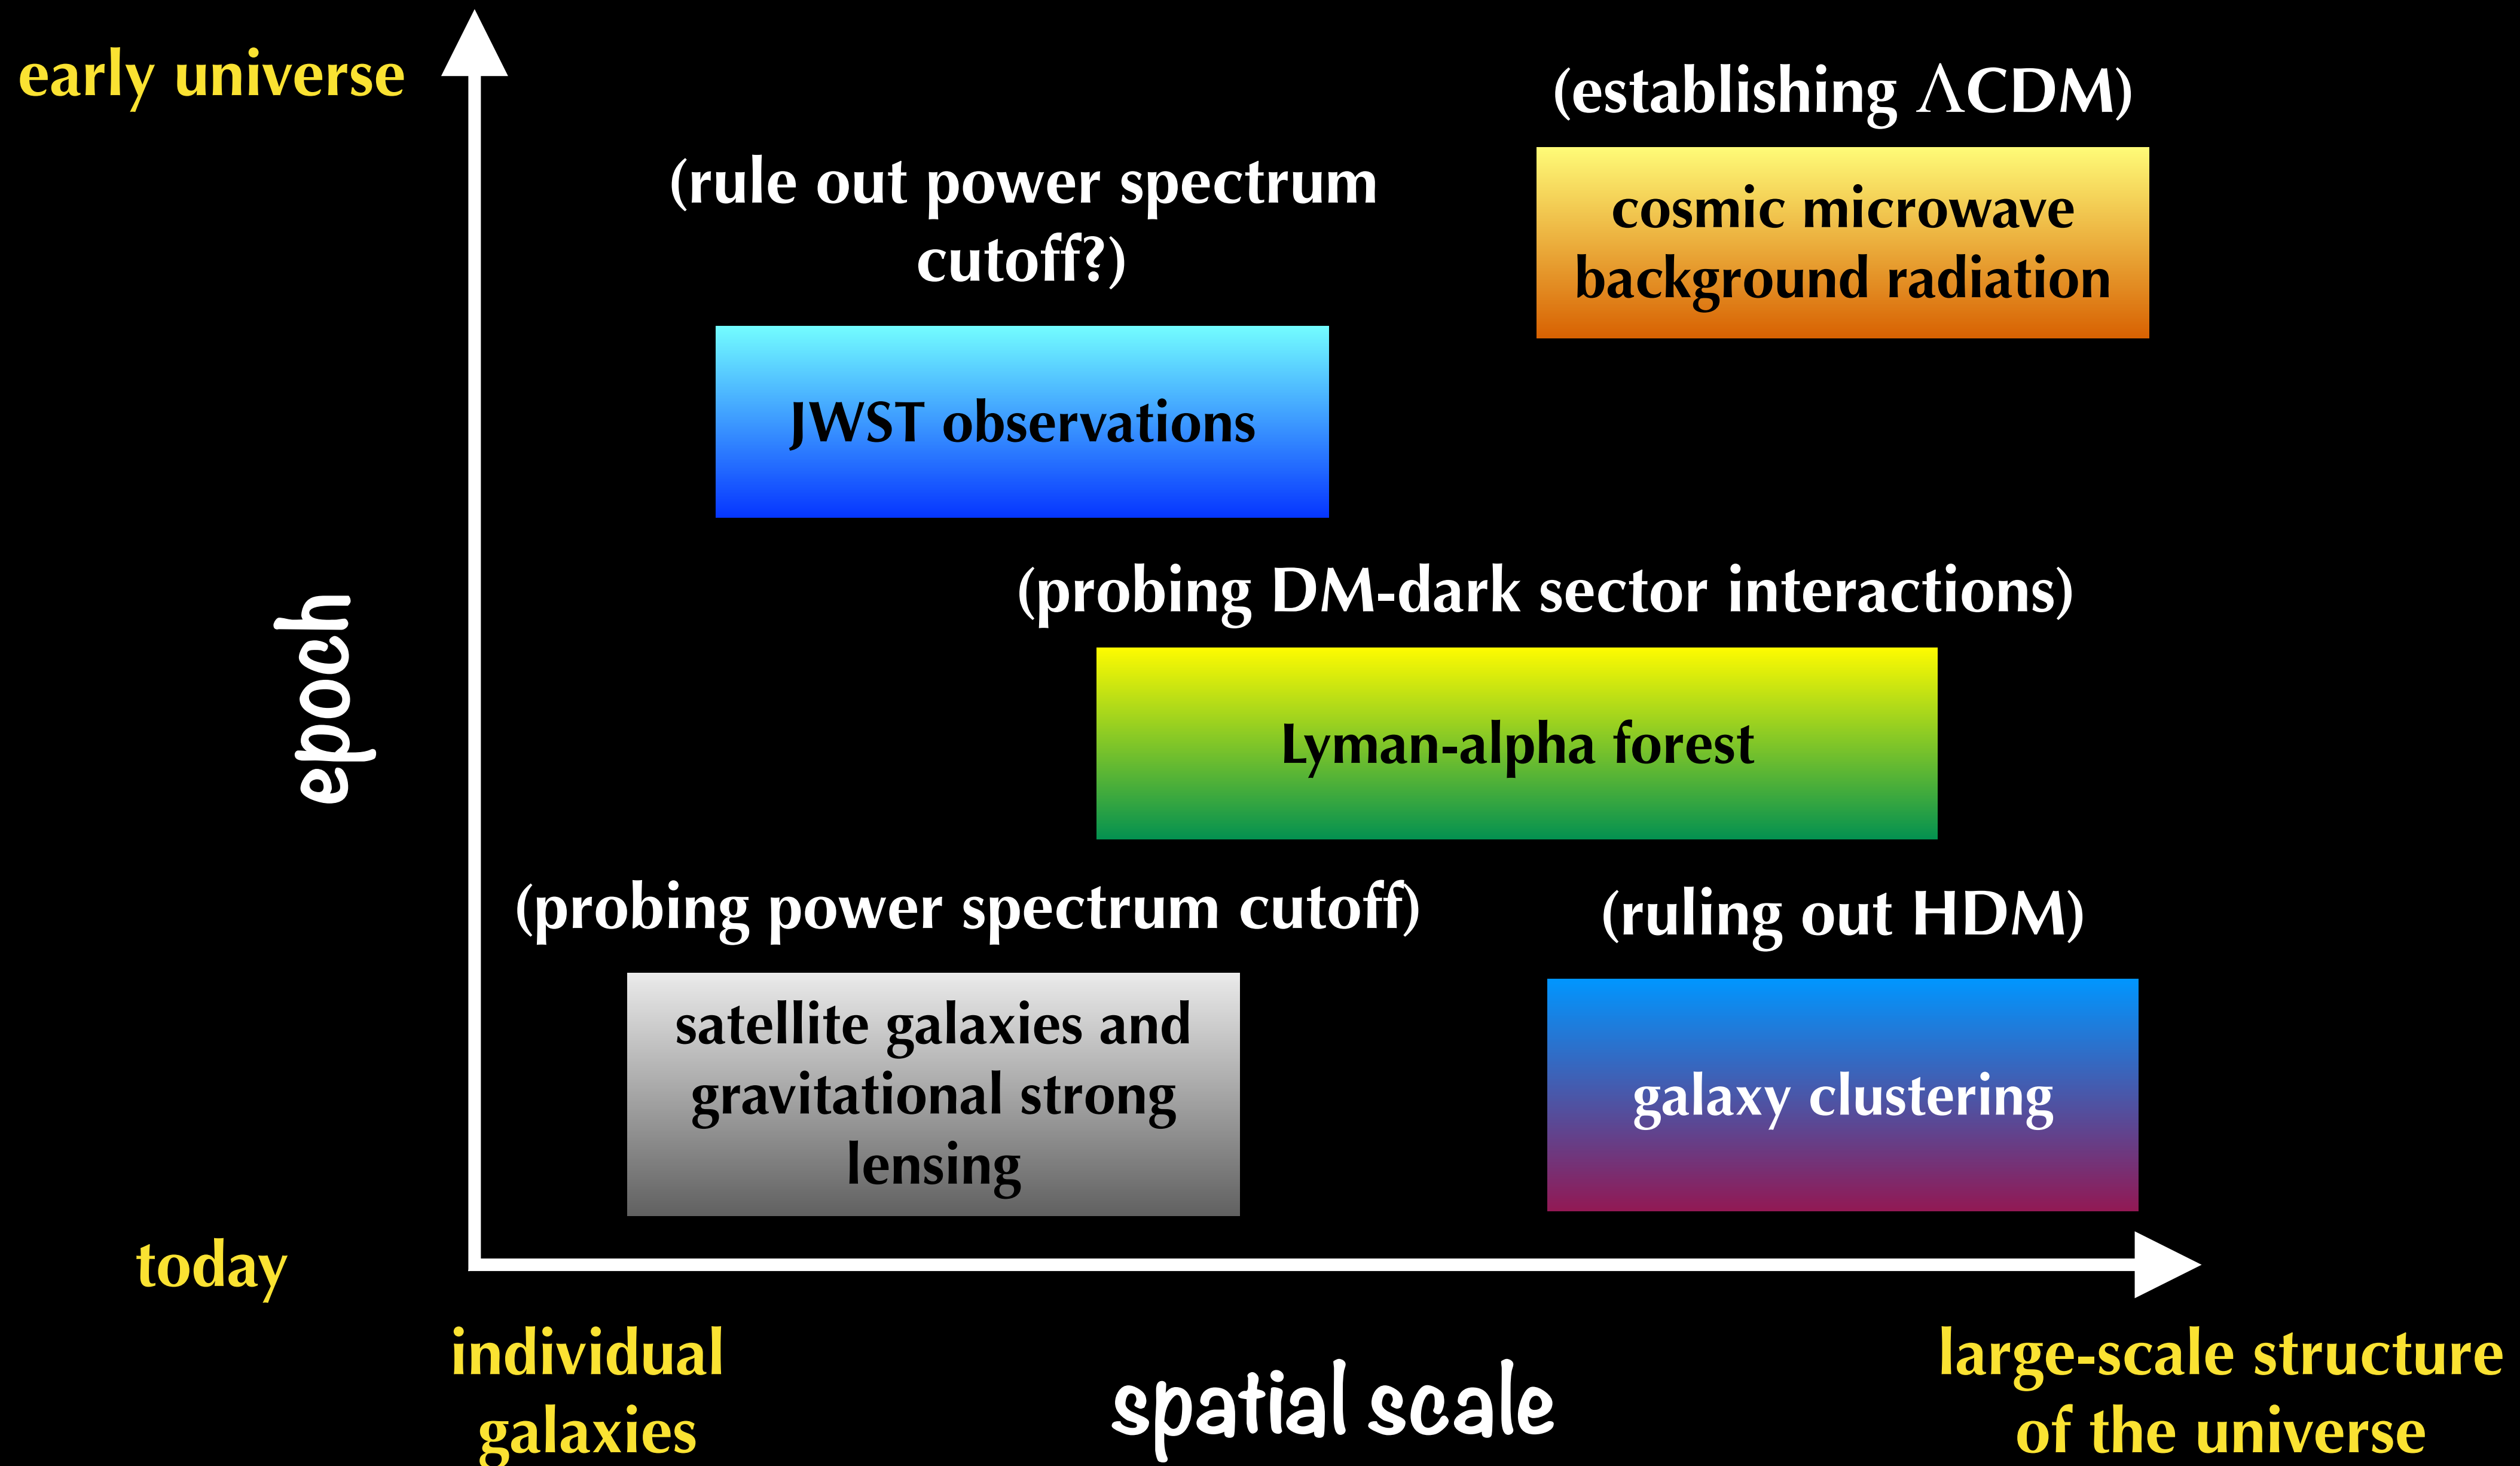 early universe
(establishing ΛCDM)
cosmic microwave
background radiation
(rule out power spectrum
cutoff?)
JWST observations
epoch
(probing DM-dark sector interactions)
Lyman-alpha forest
(probing power spectrum cutoff)
satellite galaxies and
gravitational strong
lensing
(ruling out HDM)
galaxy clustering
today
individual
galaxies
spatial scale
large-scale structure
of the universe